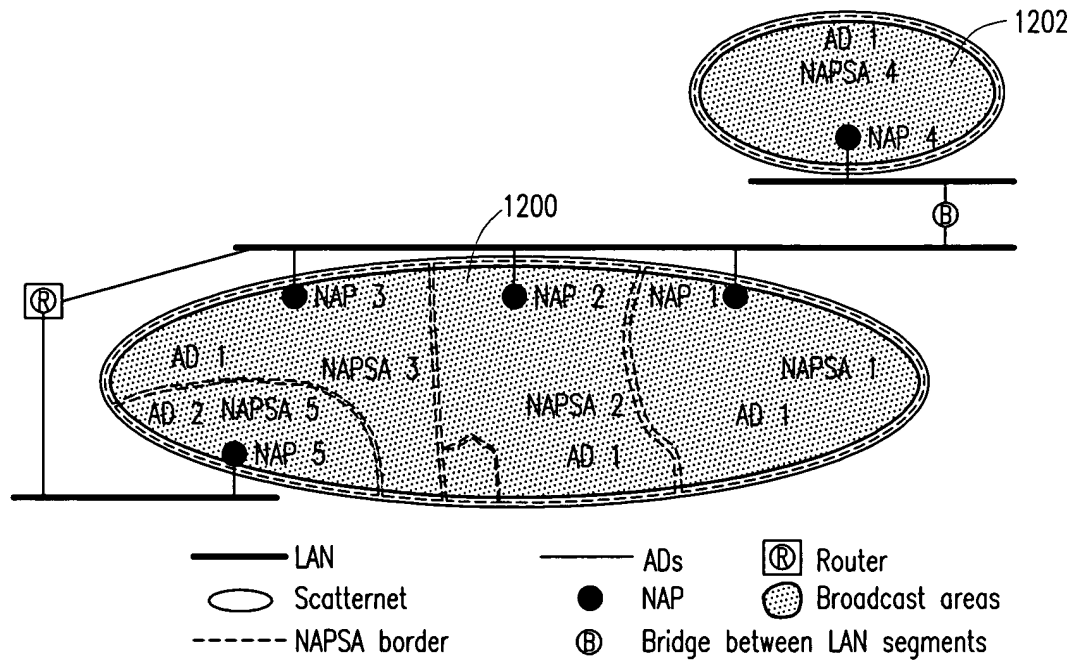 1202
AD 1
NAPSA 4
NAP 4
B
1200
R
NAP 3
NAP 2
NAP 1
AD 1
NAPSA 3
NAPSA 1
AD 2
NAPSA 5
NAPSA 2
AD 1
NAP 5
AD 1
LAN
ADs
R Router
Scatternet
NAP
Broadcast areas
NAPSA border
B Bridge between LAN segments